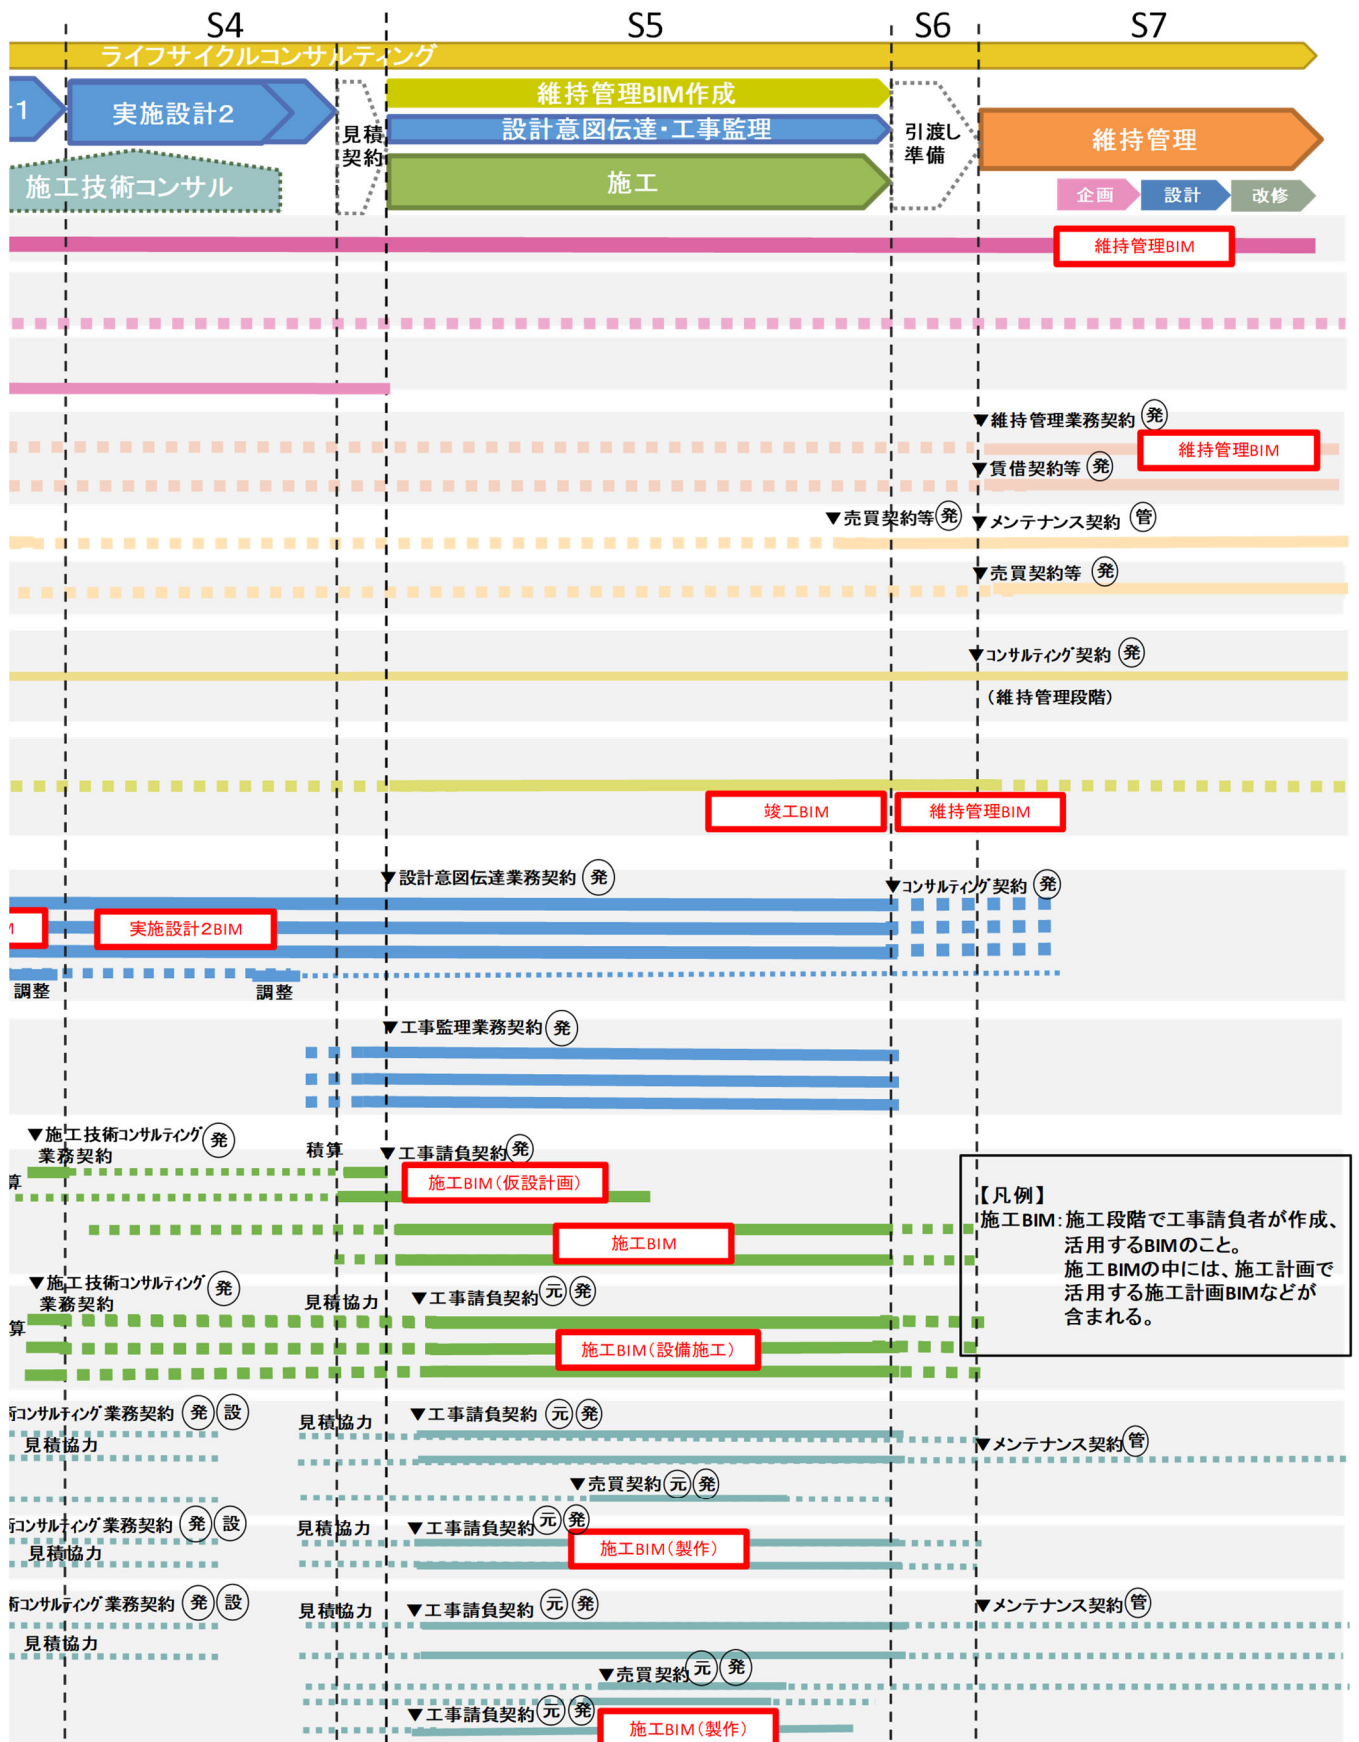 S4
S5
S6
S7
ライフサイクルコンサルティング
1
実施設計2
見積
契約
維持管理BIM作成
設計意図伝達・工事監理
施工
引渡し
準備
維持管理
施工技術コンサル
企画
設計
改修
維持管理BIM
▼維持管理業務契約 発
維持管理BIM
▼賃借契約等 発
▼売買契約等 発
▼メンテナンス契約 管
▼売買契約等 発
▼コンサルティング契約 発
(維持管理段階)
竣工BIM
維持管理BIM
▼設計意図伝達業務契約 発
▼コンサルティング契約 発
M
実施設計2BIM
調整
調整
▼工事監理業務契約 発
▼施工技術コンサルティング 発
業務契約
積算
▼工事請負契約 発
算
施工BIM(仮設計画)
施工BIM
【凡例】
施工BIM:施工段階で工事請負者が作成、
活用するBIMのこと。
施工BIMの中には、施工計画で
活用する施工計画BIMなどが
含まれる。
▼施工技術コンサルティング 発
業務契約
見積協力
▼工事請負契約 元 発
算
施工BIM(設備施工)
術コンサルティング業務契約 発 設
見積協力
見積協力
▼工事請負契約 元 発
▼メンテナンス契約 管
▼売買契約 元 発
術コンサルティング業務契約 発 設
見積協力
見積協力
▼工事請負契約 元 発
施工BIM(製作)
術コンサルティング業務契約 発 設
見積協力
見積協力
▼工事請負契約 元 発
▼メンテナンス契約 管
▼売買契約 元 発
▼工事請負契約 元 発
施工BIM(製作)